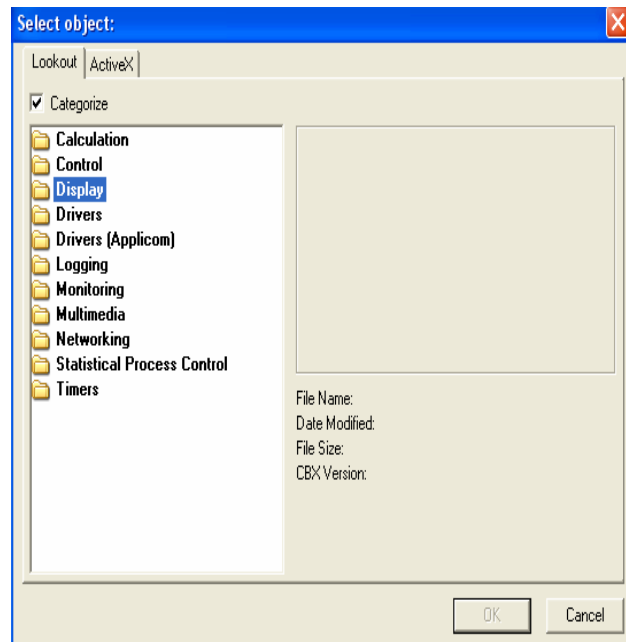 Select object:
Lookout ActiveX
Categorize
Calculation
Control
Display
Drivers
Drivers (Applicom)
Logging
Monitoring
Multimedia
Networking
Statistical Process Control
Timers
File Name:
Date Modified:
File Size:
CBX Version:
OK Cancel